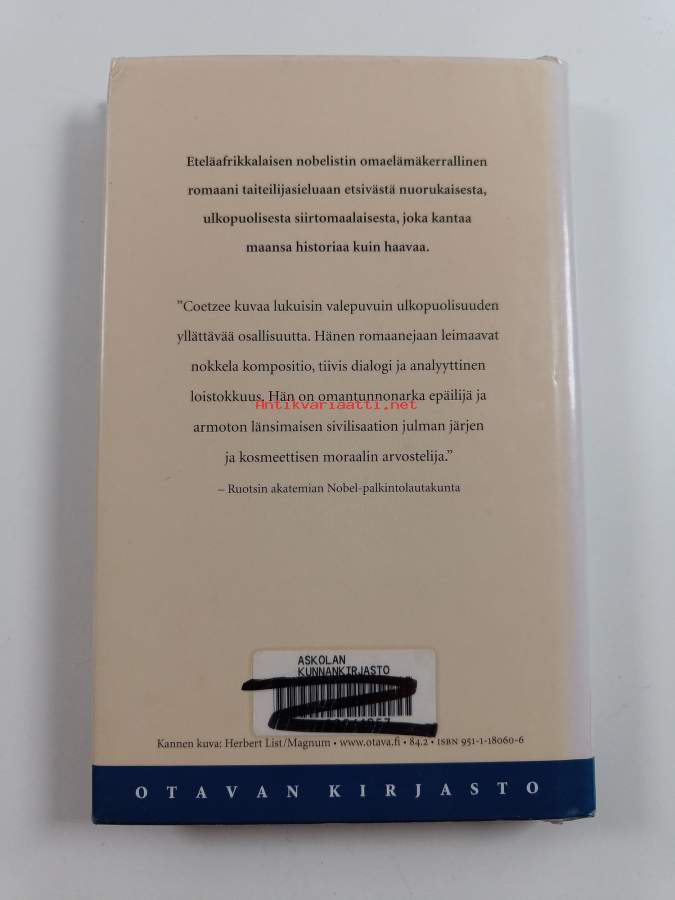 Eteläafrikkalaisen nobelistin omaelämäkerrallinen
romaani taiteilijasieluaan etsivästä nuorukaisesta,
ulkopuolisesta siirtomaalaisesta, joka kantaa
maansa historiaa kuin haavaa.
”Coetzee kuvaa lukuisin valepuvuin ulkopuolisuuden
yllättävää osallisuutta. Hänen romaanejaan leimaavat
nokkela kompositio, tiivis dialogi ja analyyttinen
loistokkuus. Hän on omantunnonarka epäilijä ja
Antikvariaatti.net
armoton länsimaisen sivilisaation julman järjen
ja kosmeettisen moraalin arvostelija.”
– Ruotsin akatemian Nobel-palkintolautakunta
ASKOLAN
KUNNANKIRJASTO
Kannen kuva: Herbert List/Magnum • www.otava.fi • 84.2 • ISBN 951-1-18060-6
OTAVAN KIRJASTO